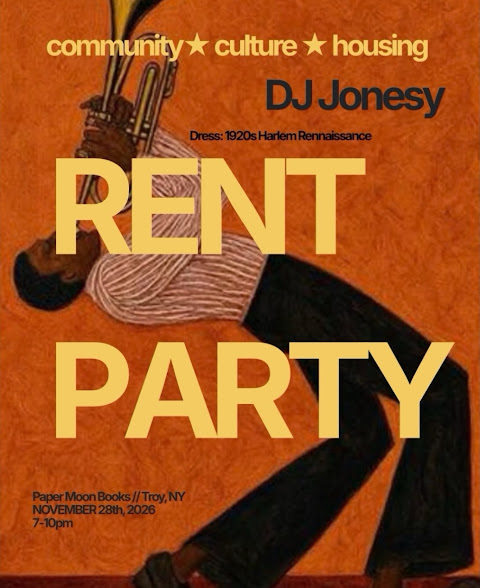 community★ culture ★ housing
DJ Jonesy
Dress: 1920s Harlem Rennaissance
RENT
PARTY
Paper Moon Books // Troy, NY
NOVEMBER 28th, 2026
7-10pm